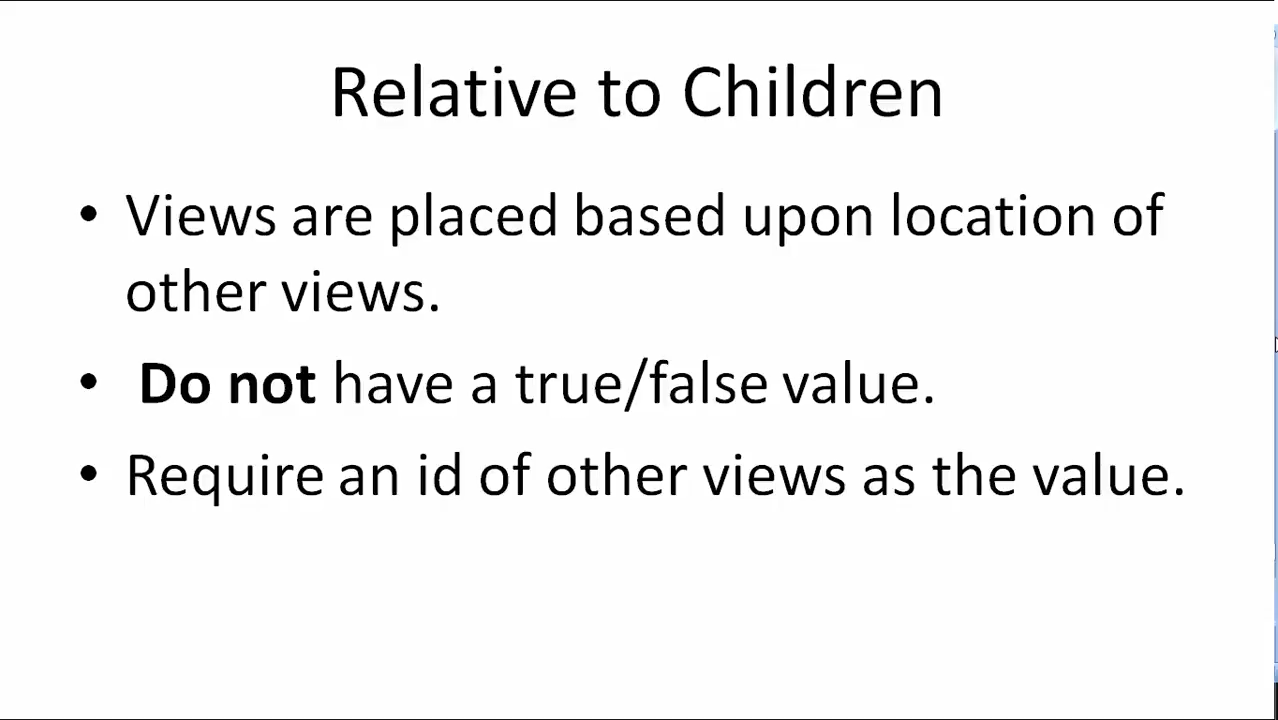 Relative to Children
• Views are placed based upon location of
other views.
• Do not have a true/false value.
• Require an id of other views as the value.